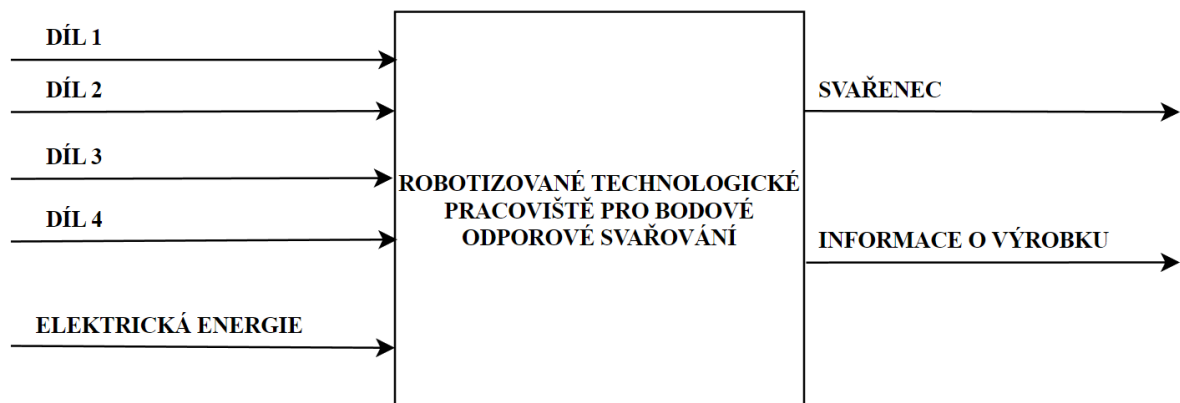 DÍL 1
DÍL 2
DÍL 3
DÍL 4
ELEKTRICKÁ ENERGIE
ROBOTIZOVANÉ TECHNOLOGICKÉ
PRACOVIŠTĚ PRO BODOVÉ
ODPOROVÉ SVAŘOVÁNÍ
SVAŘENEC
INFORMACE O VÝROBKU